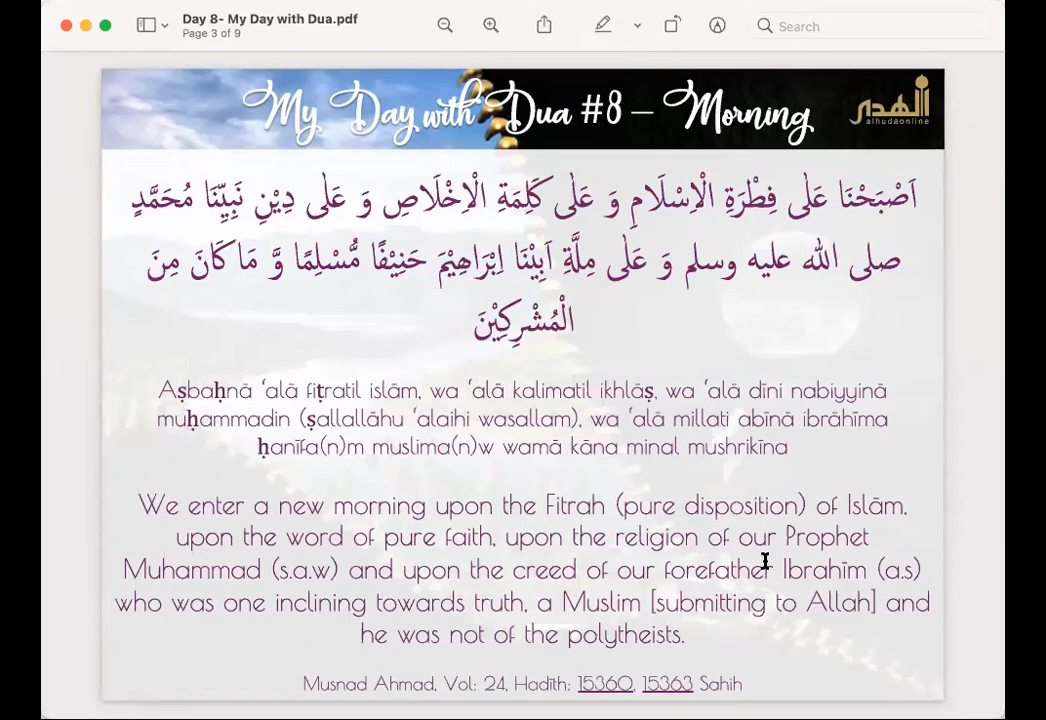 Day 8- My Day with Dua.pdf
Page 3 of 9
Search
My Day with Dua #8 – Morning
الهدى
alhudaonline
اَصْبَحْنَا عَلٰى فِطْرَةِ الْاِسْلَامِ وَ عَلٰى كَلِمَةِ الْاِخْلَاصِ وَ عَلٰى دِيْنِ نَبِيِّنَا مُحَمَّدٍ
صلى الله عليه وسلم وَ عَلٰى مِلَّةِ اَبِيْنَا اِبْرَاهِيْمَ حَنِيْفًا مُّسْلِمًا وَّ مَا كَانَ مِنَ
الْمُشْرِكِيْنَ
Aṣbaḥnā ‘alā fiṭratil islām, wa ‘alā kalimatil ikhlāṣ, wa ‘alā dīni nabiyyinā
muḥammadin (ṣallallāhu ‘alaihi wasallam), wa ‘alā millati abīnā ibrāhīma
ḥanīfa(n)m muslima(n)w wamā kāna minal mushrikīna
We enter a new morning upon the Fitrah (pure disposition) of Islām,
upon the word of pure faith, upon the religion of our Prophet
Muhammad (s.a.w) and upon the creed of our forefather Ibrahīm (a.s)
who was one inclining towards truth, a Muslim [submitting to Allah] and
he was not of the polytheists.
Musnad Ahmad, Vol: 24, Hadīth: 15360, 15363 Sahih